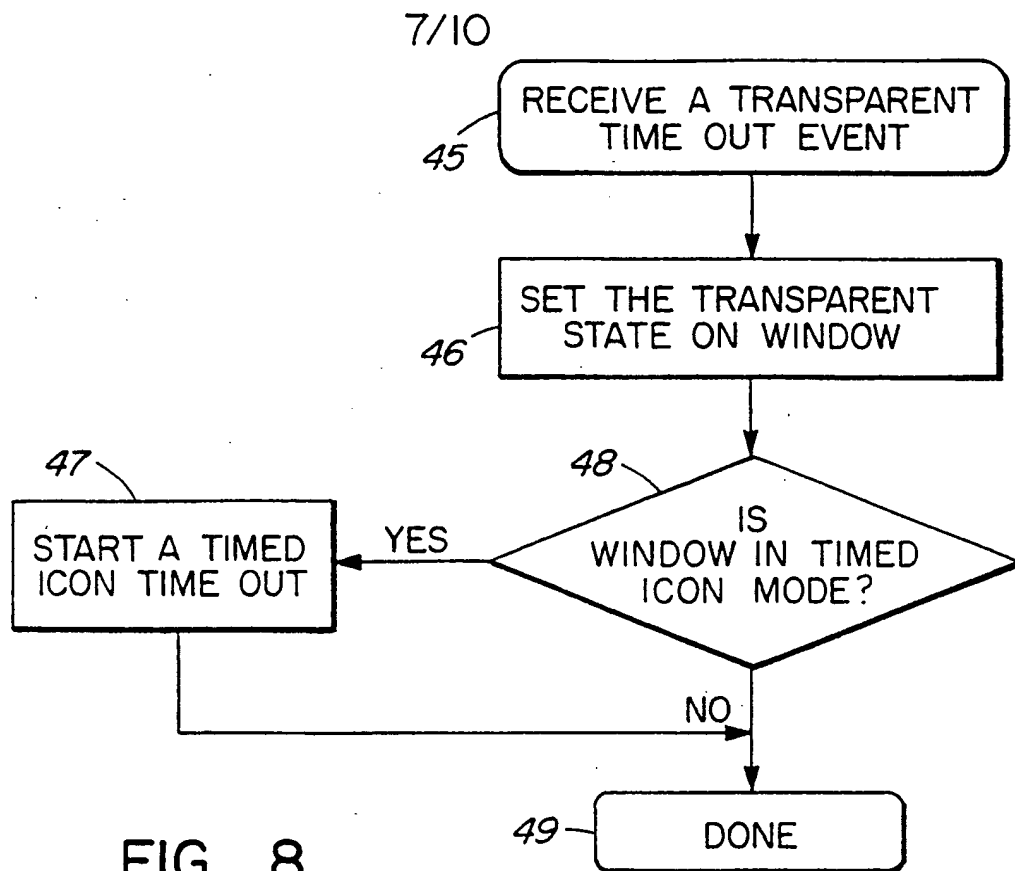 7/10
RECEIVE A TRANSPARENT
TIME OUT EVENT
45
SET THE TRANSPARENT
STATE ON WINDOW
46
47
48
IS
WINDOW IN TIMED
ICON MODE?
YES
START A TIMED
ICON TIME OUT
NO
49
DONE
FIG. 8